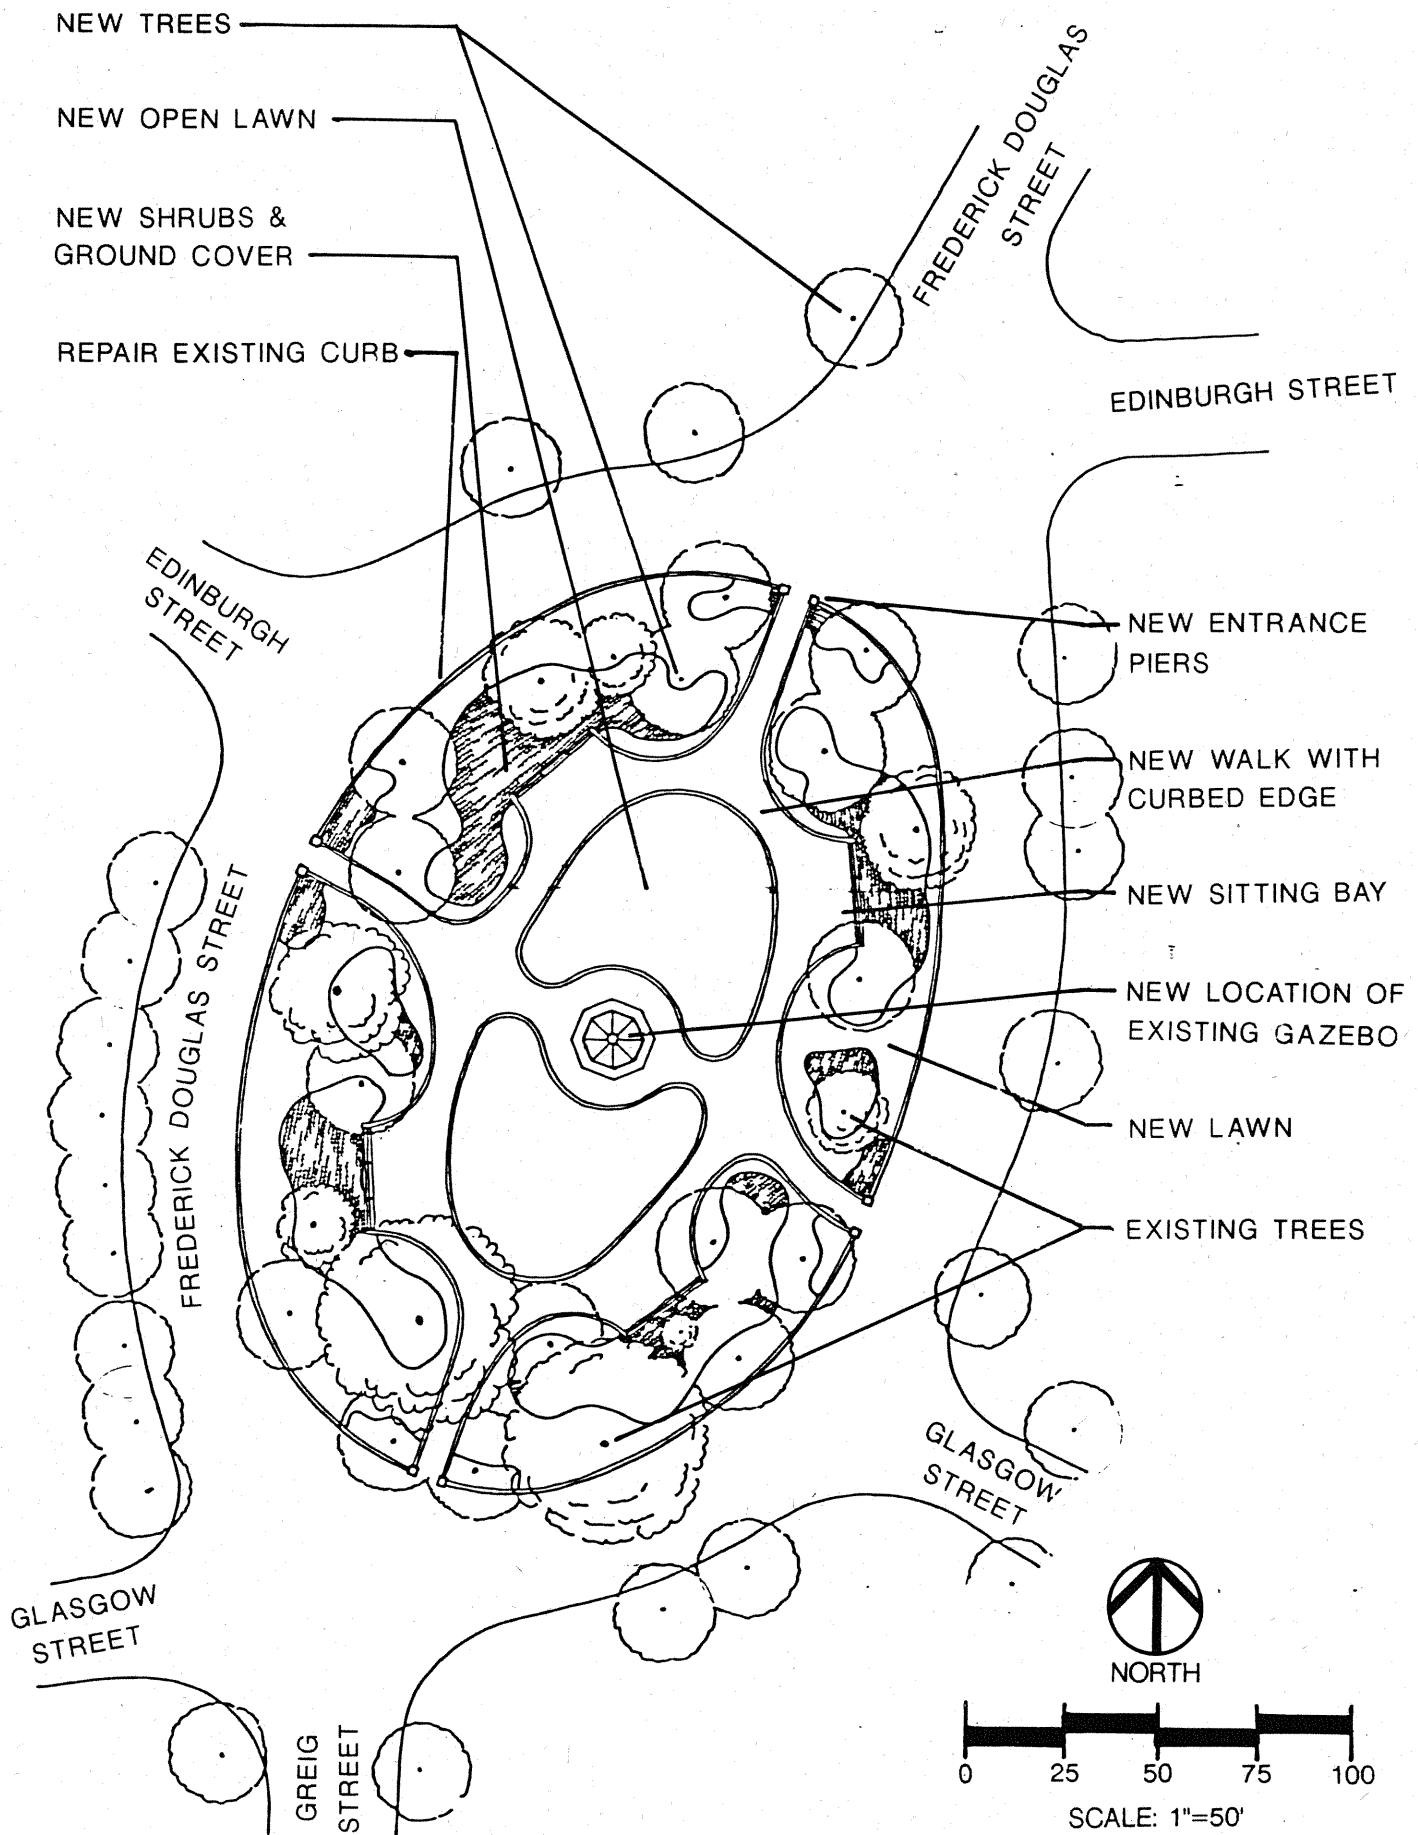 NEW TREES
NEW OPEN LAWN
NEW SHRUBS &
GROUND COVER
REPAIR EXISTING CURB
FREDERICK DOUGLAS
STREET
EDINBURGH STREET
EDINBURGH
STREET
NEW ENTRANCE
PIERS
NEW WALK WITH
CURBED EDGE
NEW SITTING BAY
NEW LOCATION OF
EXISTING GAZEBO
NEW LAWN
EXISTING TREES
FREDERICK DOUGLAS STREET
GLASGOW
STREET
GLASGOW
STREET
GREIG
STREET
NORTH
0 25 50 75 100
SCALE: 1"=50'